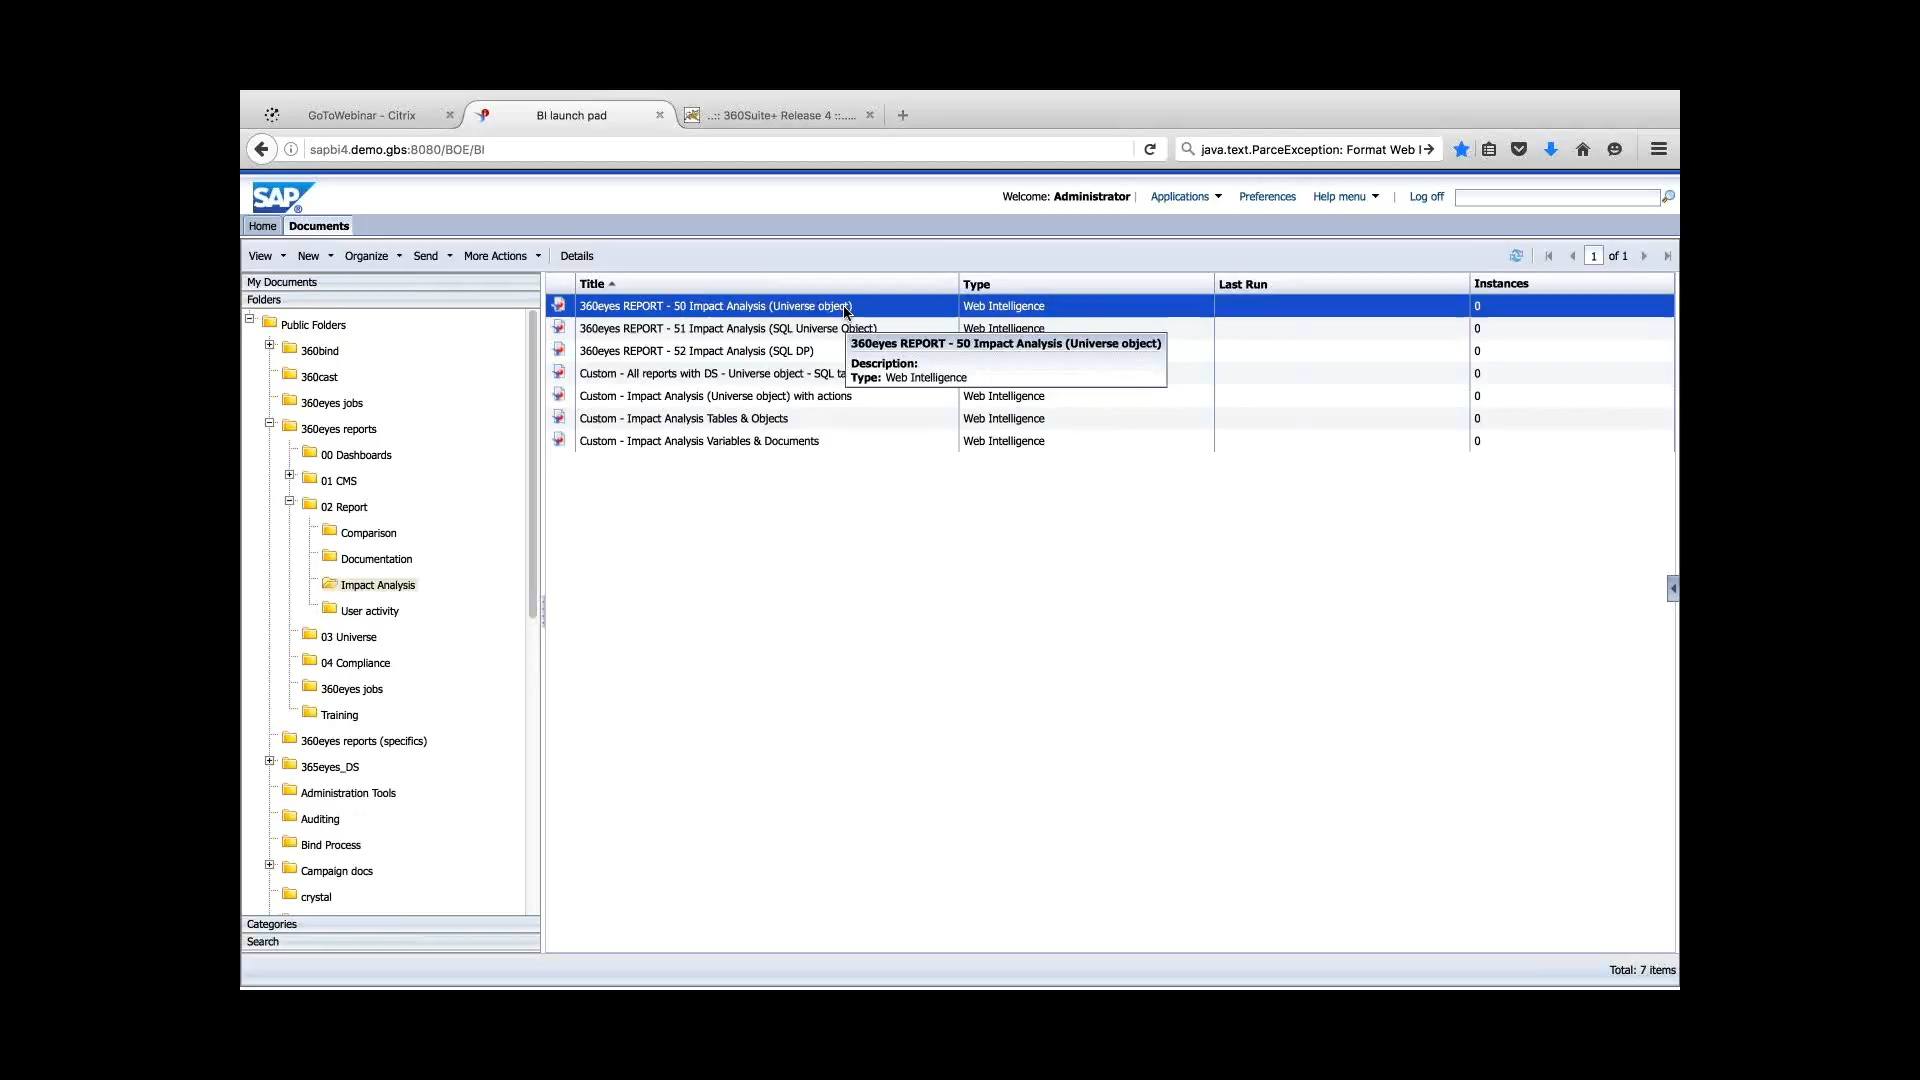 GoToWebinar - Citrix
BI launch pad
..:: 360Suite+ Release 4 ::.....
sapbi4.demo.gbs:8080/BOE/BI
java.text.ParceException: Format Web I
SAP
Welcome: Administrator
Applications
Preferences
Help menu
Log off
Home
Documents
View
New
Organize
Send
More Actions
Details
1 of 1
My Documents
Folders
Public Folders
360bind
360cast
360eyes jobs
360eyes reports
00 Dashboards
01 CMS
02 Report
Comparison
Documentation
Impact Analysis
User activity
03 Universe
04 Compliance
360eyes jobs
Training
360eyes reports (specifics)
365eyes_DS
Administration Tools
Auditing
Bind Process
Campaign docs
crystal
Categories
Search
Title Type Last Run Instances
360eyes REPORT - 50 Impact Analysis (Universe object) Web Intelligence 0
360eyes REPORT - 51 Impact Analysis (SQL Universe Object) Web Intelligence 0
360eyes REPORT - 52 Impact Analysis (SQL DP) 0
Custom - All reports with DS - Universe object - SQL ta 0
Custom - Impact Analysis (Universe object) with actions Web Intelligence 0
Custom - Impact Analysis Tables & Objects Web Intelligence 0
Custom - Impact Analysis Variables & Documents Web Intelligence 0
360eyes REPORT - 50 Impact Analysis (Universe object)
Description:
Type: Web Intelligence
Total: 7 items